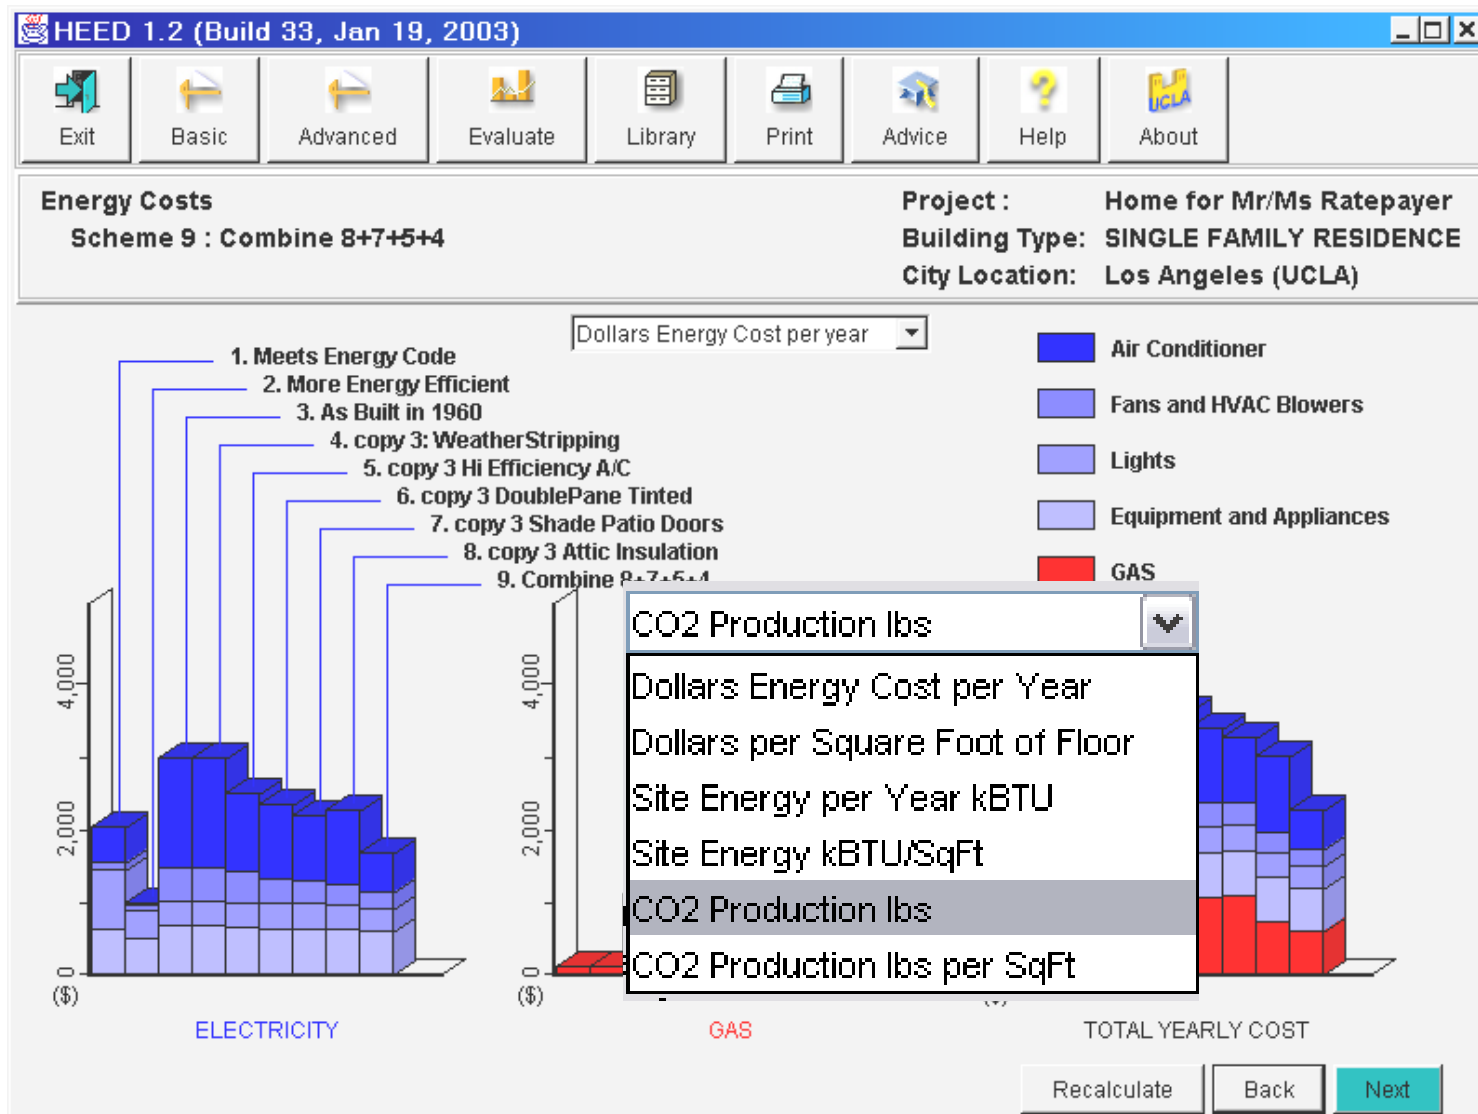 HEED 1.2 (Build 33, Jan 19, 2003)
Exit
Basic
Advanced
Evaluate
Library
Print
Advice
Help
UCLA
About
Energy Costs
Scheme 9 : Combine 8+7+5+4
Project : Home for Mr/Ms Ratepayer
Building Type: SINGLE FAMILY RESIDENCE
City Location: Los Angeles (UCLA)
Dollars Energy Cost per year
1. Meets Energy Code
2. More Energy Efficient
3. As Built in 1960
4. copy 3: WeatherStripping
5. copy 3 Hi Efficiency A/C
6. copy 3 DoublePane Tinted
7. copy 3 Shade Patio Doors
8. copy 3 Attic Insulation
9. Combine 8+7+5+4
Air Conditioner
Fans and HVAC Blowers
Lights
Equipment and Appliances
GAS
CO2 Production lbs
Dollars Energy Cost per Year
Dollars per Square Foot of Floor
Site Energy per Year kBTU
Site Energy kBTU/SqFt
CO2 Production lbs
CO2 Production lbs per SqFt
4,000
2,000
0
($)
ELECTRICITY
4,000
2,000
0
($)
GAS
TOTAL YEARLY COST
Recalculate
Back
Next